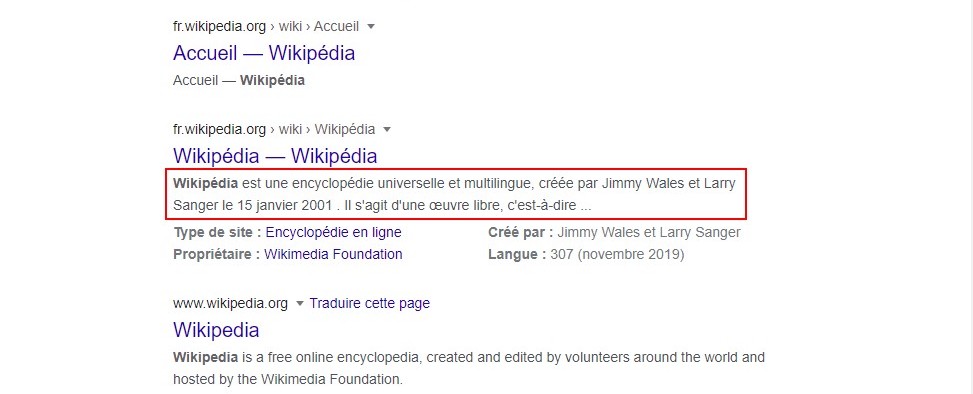 fr.wikipedia.org › wiki › Accueil
Accueil — Wikipédia
Accueil — Wikipédia
fr.wikipedia.org › wiki › Wikipédia
Wikipédia — Wikipédia
Wikipédia est une encyclopédie universelle et multilingue, créée par Jimmy Wales et Larry
Sanger le 15 janvier 2001 . Il s'agit d'une œuvre libre, c'est-à-dire ...
Type de site : Encyclopédie en ligne Créé par : Jimmy Wales et Larry Sanger
Propriétaire : Wikimedia Foundation Langue : 307 (novembre 2019)
www.wikipedia.org Traduire cette page
Wikipedia
Wikipedia is a free online encyclopedia, created and edited by volunteers around the world and
hosted by the Wikimedia Foundation.